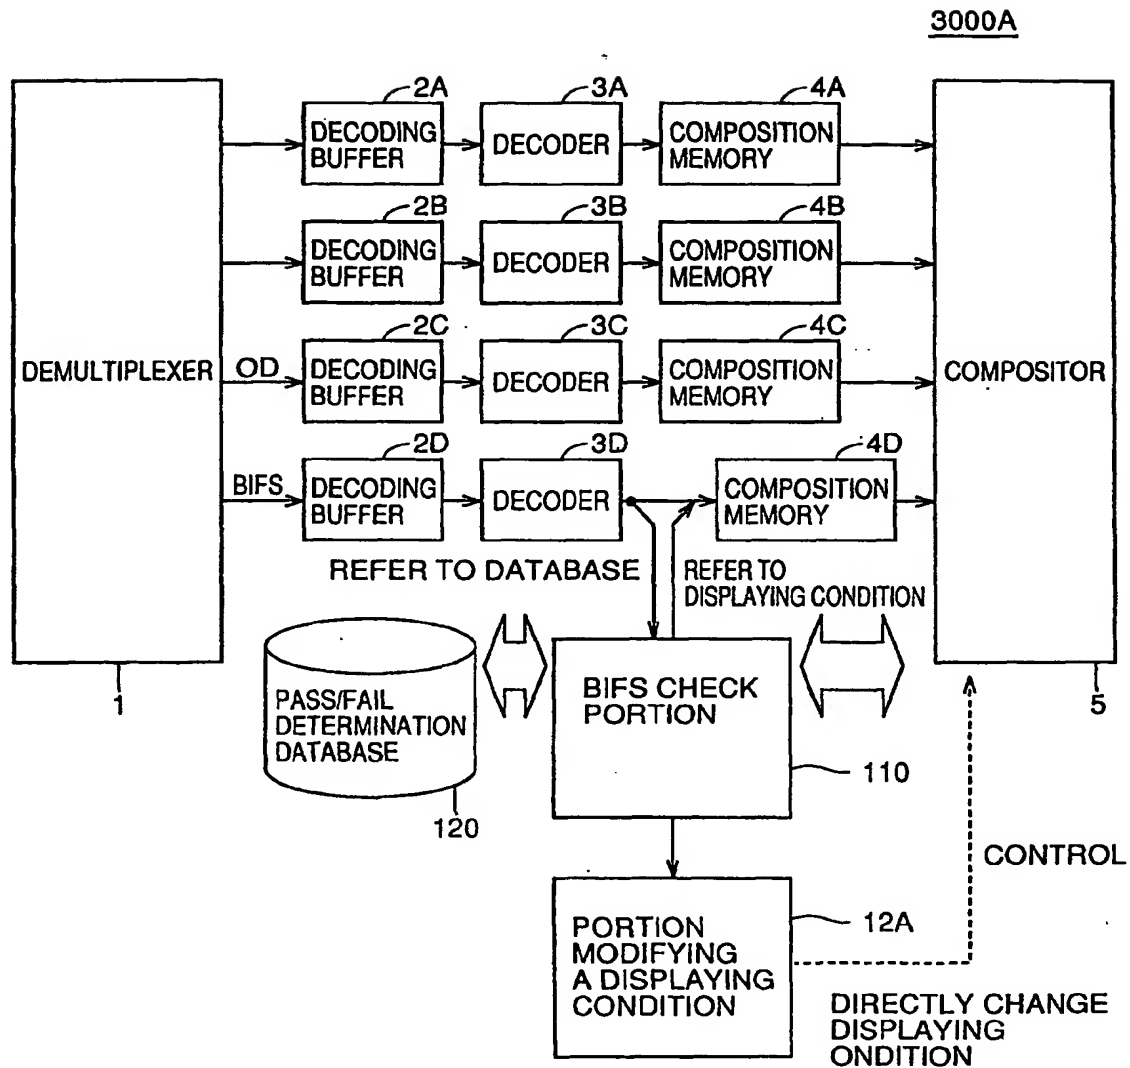 3000A
2A
3A
4A
DECODING
BUFFER
DECODER
COMPOSITION
MEMORY
2B
3B
4B
DECODING
BUFFER
DECODER
COMPOSITION
MEMORY
2C
3C
4C
DEMULTIPLEXER
OD
DECODING
BUFFER
DECODER
COMPOSITION
MEMORY
COMPOSITOR
2D
3D
4D
BIFS
DECODING
BUFFER
DECODER
COMPOSITION
MEMORY
REFER TO DATABASE
REFER TO
DISPLAYING CONDITION
1
5
PASS/FAIL
DETERMINATION
DATABASE
BIFS CHECK
PORTION
110
120
CONTROL
PORTION
MODIFYING
A DISPLAYING
CONDITION
12A
DIRECTLY CHANGE
DISPLAYING
ONDITION